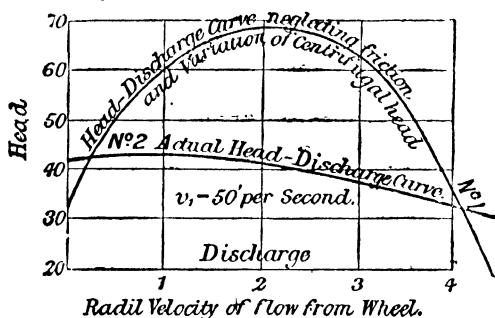 70
60
50
40
30
20
Head
Head-Discharge Curve neglecting friction,
and Variation of Centrifugal head
No2 Actual Head-Discharge Curve.
No1
v,-50' per Second.
Discharge
0 1 2 3 4
Radil Velocity of flow from Wheel.